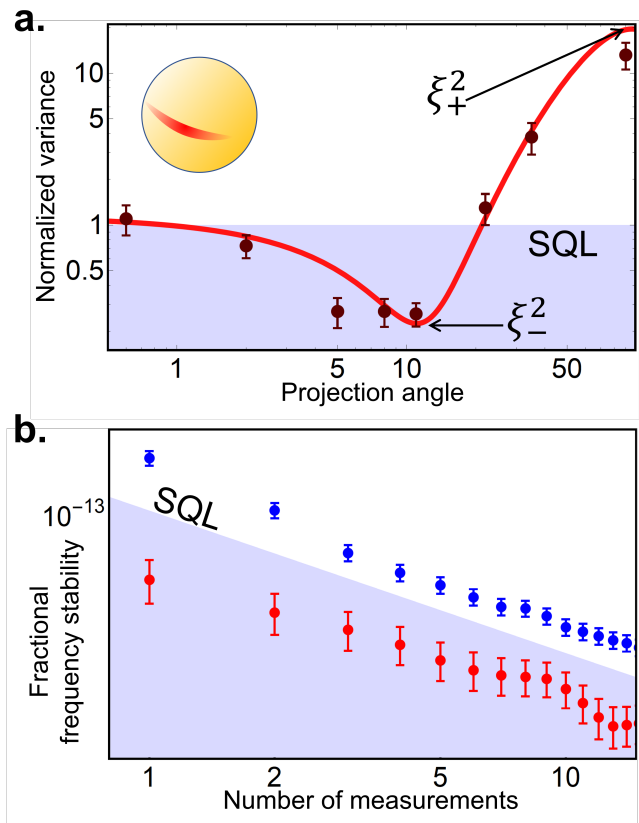 a.
Normalized variance
10
5
1
0.5
ξ₊²
SQL
ξ₋²
1
5
10
50
Projection angle
b.
Fractional
frequency stability
10⁻¹³
SQL
1
2
5
10
Number of measurements